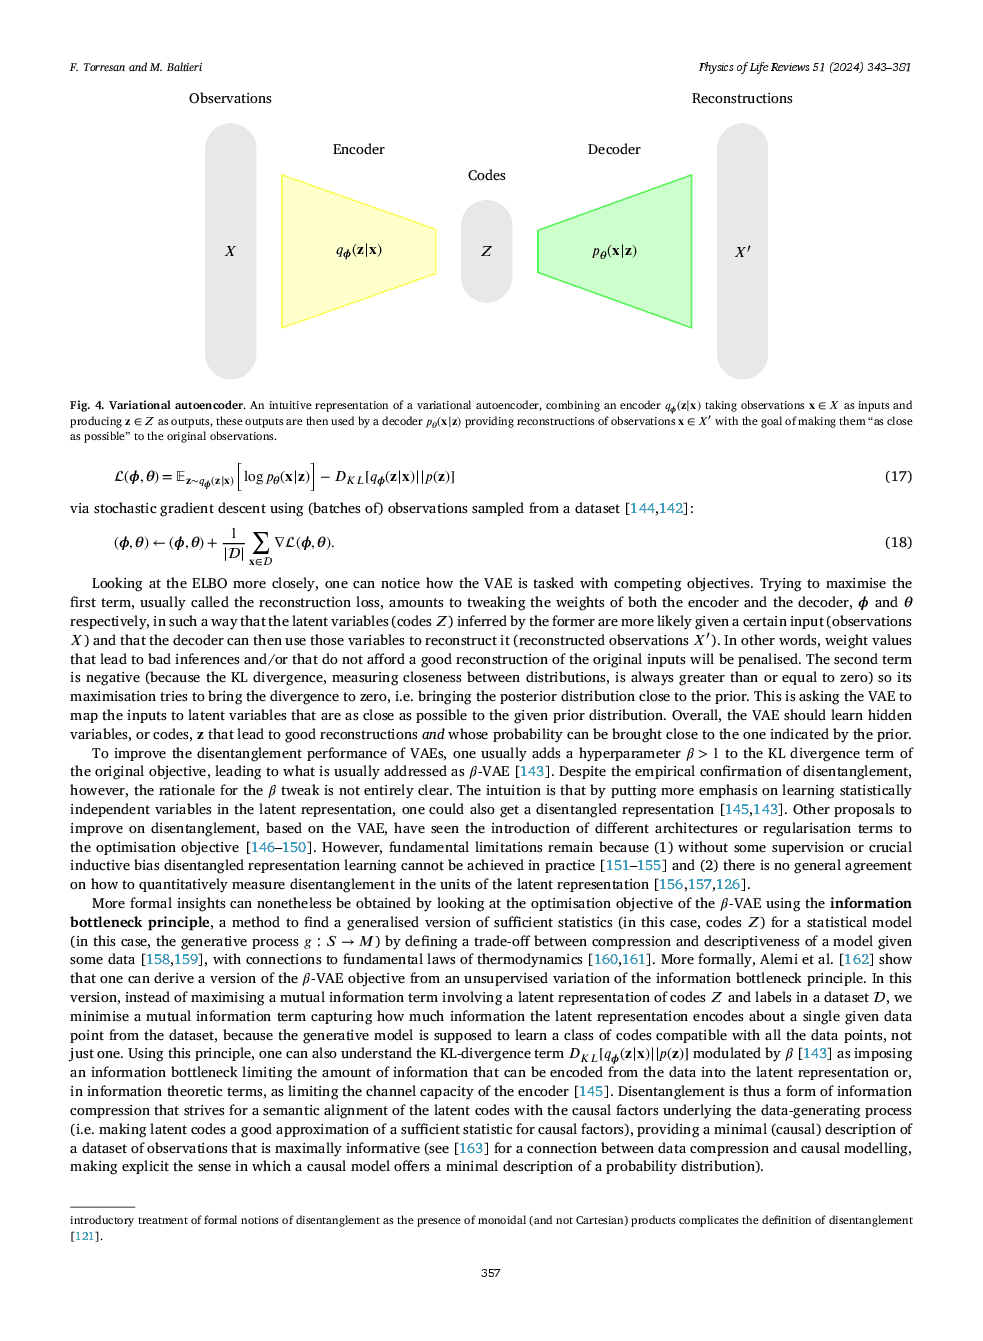 F. Torresan and M. Baltieri
Physics of Life Reviews 51 (2024) 343–381
Observations
Reconstructions
Encoder
Decoder
Codes
X
qϕ(z|x)
Z
pθ(x|z)
X′
Fig. 4. Variational autoencoder. An intuitive representation of a variational autoencoder, combining an encoder qϕ(z|x) taking observations x ∈ X as inputs and
producing z ∈ Z as outputs, these outputs are then used by a decoder pθ(x|z) providing reconstructions of observations x ∈ X′ with the goal of making them “as close
as possible” to the original observations.
ℒ(ϕ, θ) = 𝔼z∼qϕ(z|x) [log pθ(x|z)] − DKL[qϕ(z|x)||p(z)] (17)
via stochastic gradient descent using (batches of) observations sampled from a dataset [144,142]:
(ϕ, θ) ← (ϕ, θ) + 1/|D| ∑x∈D ∇ℒ(ϕ, θ). (18)
Looking at the ELBO more closely, one can notice how the VAE is tasked with competing objectives. Trying to maximise the
first term, usually called the reconstruction loss, amounts to tweaking the weights of both the encoder and the decoder, ϕ and θ
respectively, in such a way that the latent variables (codes Z) inferred by the former are more likely given a certain input (observations
X) and that the decoder can then use those variables to reconstruct it (reconstructed observations X′). In other words, weight values
that lead to bad inferences and/or that do not afford a good reconstruction of the original inputs will be penalised. The second term
is negative (because the KL divergence, measuring closeness between distributions, is always greater than or equal to zero) so its
maximisation tries to bring the divergence to zero, i.e. bringing the posterior distribution close to the prior. This is asking the VAE to
map the inputs to latent variables that are as close as possible to the given prior distribution. Overall, the VAE should learn hidden
variables, or codes, z that lead to good reconstructions and whose probability can be brought close to the one indicated by the prior.
To improve the disentanglement performance of VAEs, one usually adds a hyperparameter β > 1 to the KL divergence term of
the original objective, leading to what is usually addressed as β-VAE [143]. Despite the empirical confirmation of disentanglement,
however, the rationale for the β tweak is not entirely clear. The intuition is that by putting more emphasis on learning statistically
independent variables in the latent representation, one could also get a disentangled representation [145,143]. Other proposals to
improve on disentanglement, based on the VAE, have seen the introduction of different architectures or regularisation terms to
the optimisation objective [146–150]. However, fundamental limitations remain because (1) without some supervision or crucial
inductive bias disentangled representation learning cannot be achieved in practice [151–155] and (2) there is no general agreement
on how to quantitatively measure disentanglement in the units of the latent representation [156,157,126].
More formal insights can nonetheless be obtained by looking at the optimisation objective of the β-VAE using the information
bottleneck principle, a method to find a generalised version of sufficient statistics (in this case, codes Z) for a statistical model
(in this case, the generative process g : S → M) by defining a trade-off between compression and descriptiveness of a model given
some data [158,159], with connections to fundamental laws of thermodynamics [160,161]. More formally, Alemi et al. [162] show
that one can derive a version of the β-VAE objective from an unsupervised variation of the information bottleneck principle. In this
version, instead of maximising a mutual information term involving a latent representation of codes Z and labels in a dataset D, we
minimise a mutual information term capturing how much information the latent representation encodes about a single given data
point from the dataset, because the generative model is supposed to learn a class of codes compatible with all the data points, not
just one. Using this principle, one can also understand the KL-divergence term DKL[qϕ(z|x)||p(z)] modulated by β [143] as imposing
an information bottleneck limiting the amount of information that can be encoded from the data into the latent representation or,
in information theoretic terms, as limiting the channel capacity of the encoder [145]. Disentanglement is thus a form of information
compression that strives for a semantic alignment of the latent codes with the causal factors underlying the data-generating process
(i.e. making latent codes a good approximation of a sufficient statistic for causal factors), providing a minimal (causal) description of
a dataset of observations that is maximally informative (see [163] for a connection between data compression and causal modelling,
making explicit the sense in which a causal model offers a minimal description of a probability distribution).
introductory treatment of formal notions of disentanglement as the presence of monoidal (and not Cartesian) products complicates the definition of disentanglement
[121].
357